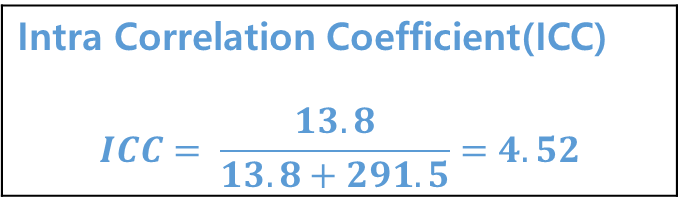 Intra Correlation Coefficient(ICC)
ICC = 13.8 / 13.8 + 291.5 = 4.52